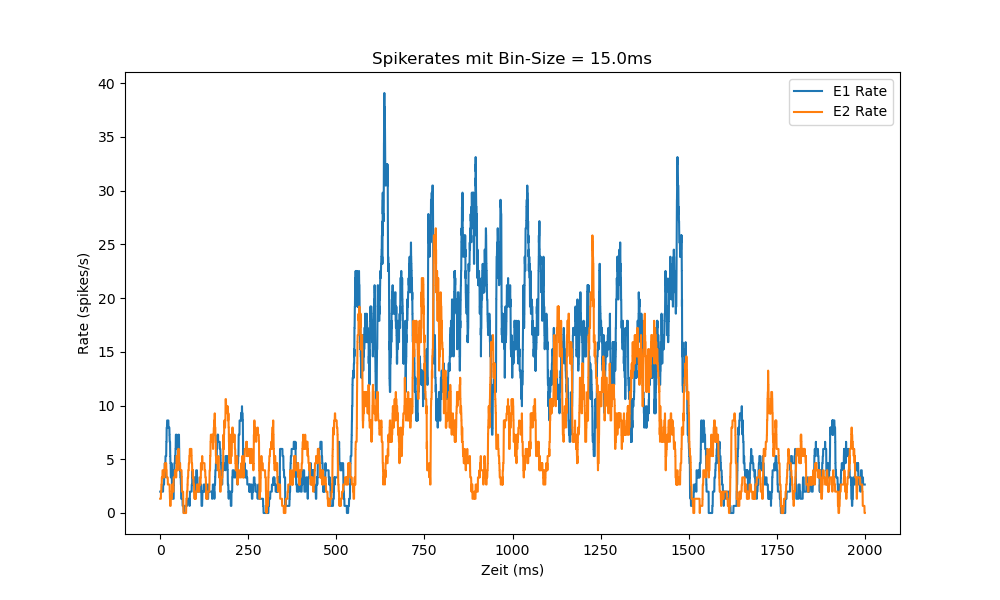 Spikerates mit Bin-Size = 15.0ms
E1 Rate
E2 Rate
40
35
30
25
20
15
10
5
0
Rate (spikes/s)
0 250 500 750 1000 1250 1500 1750 2000
Zeit (ms)